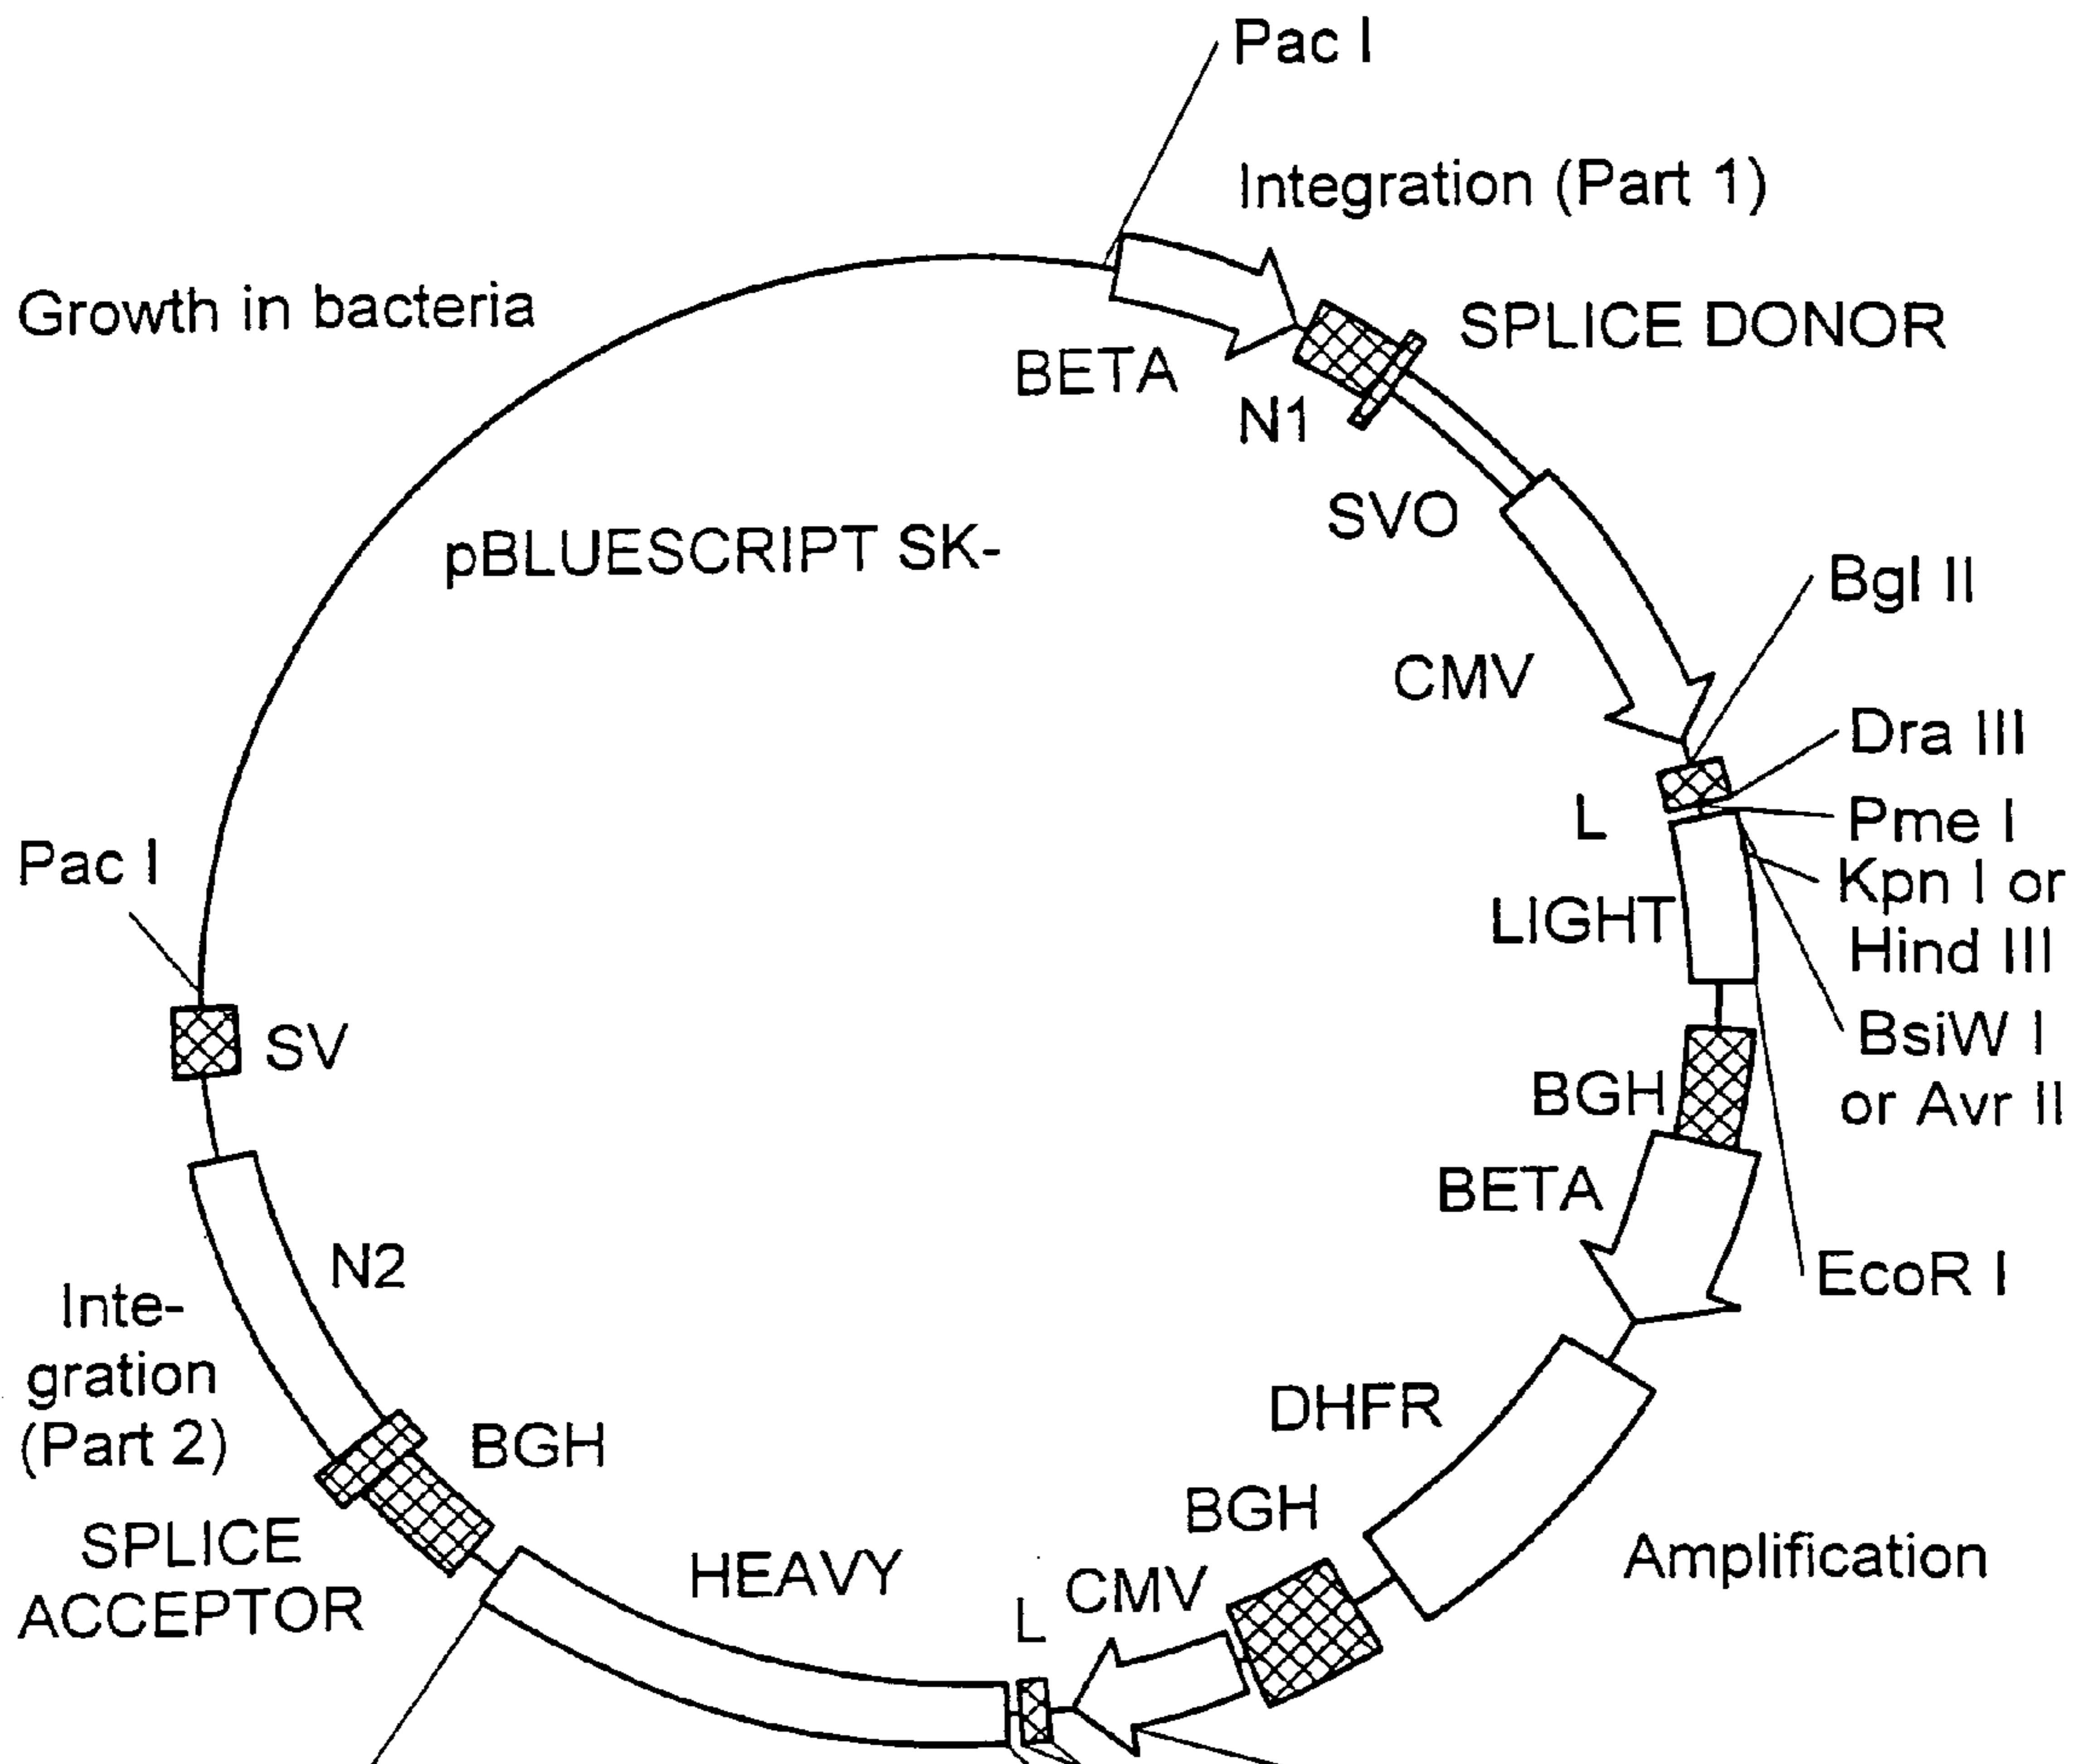 Pac I
Integration (Part 1)
Growth in bacteria
SPLICE DONOR
BETA
N1
SVO
pBLUESCRIPT SK-
Bgl II
CMV
Dra III
L
Pme I
Pac I
Kpn I or
Hind III
LIGHT
BsiW I
or Avr II
SV
BGH
BETA
EcoR I
N2
Inte-
gration
(Part 2)
DHFR
BGH
BGH
Amplification
SPLICE
ACCEPTOR
HEAVY
L
CMV